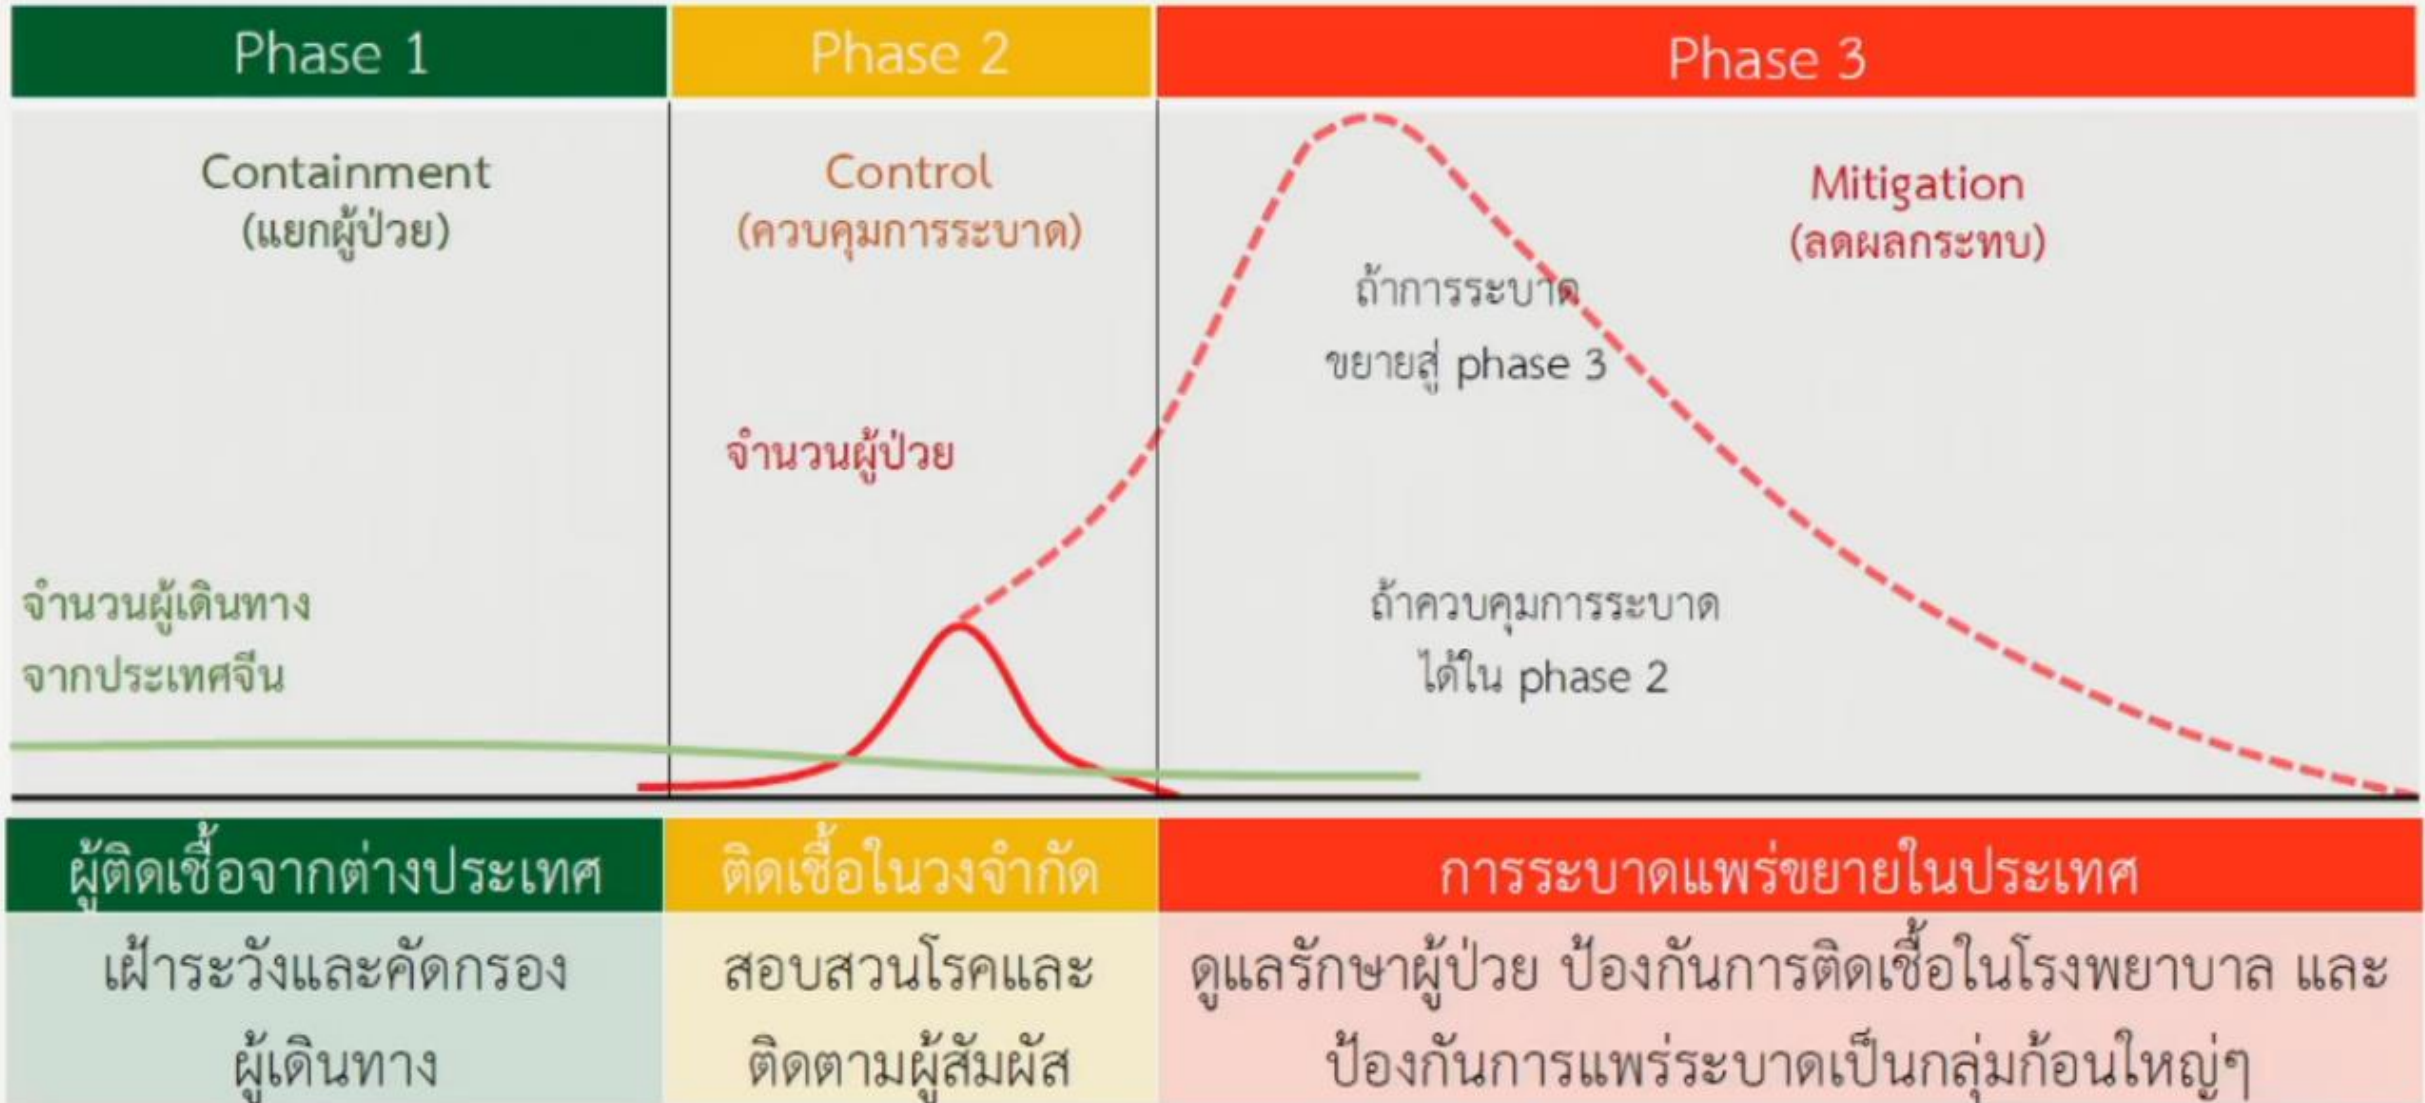 Phase 1
Phase 2
Phase 3
Containment
(แยกผู้ป่วย)
Control
(ควบคุมการระบาด)
Mitigation
(ลดผลกระทบ)
ถ้าการระบาด
ขยายสู่ phase 3
จำนวนผู้ป่วย
จำนวนผู้เดินทาง
จากประเทศจีน
ถ้าควบคุมการระบาด
ได้ใน phase 2
ผู้ติดเชื้อจากต่างประเทศ
ติดเชื้อในวงจำกัด
การระบาดแพร่ขยายในประเทศ
เฝ้าระวังและคัดกรอง
ผู้เดินทาง
สอบสวนโรคและ
ติดตามผู้สัมผัส
ดูแลรักษาผู้ป่วย ป้องกันการติดเชื้อในโรงพยาบาล และ
ป้องกันการแพร่ระบาดเป็นกลุ่มก้อนใหญ่ๆ